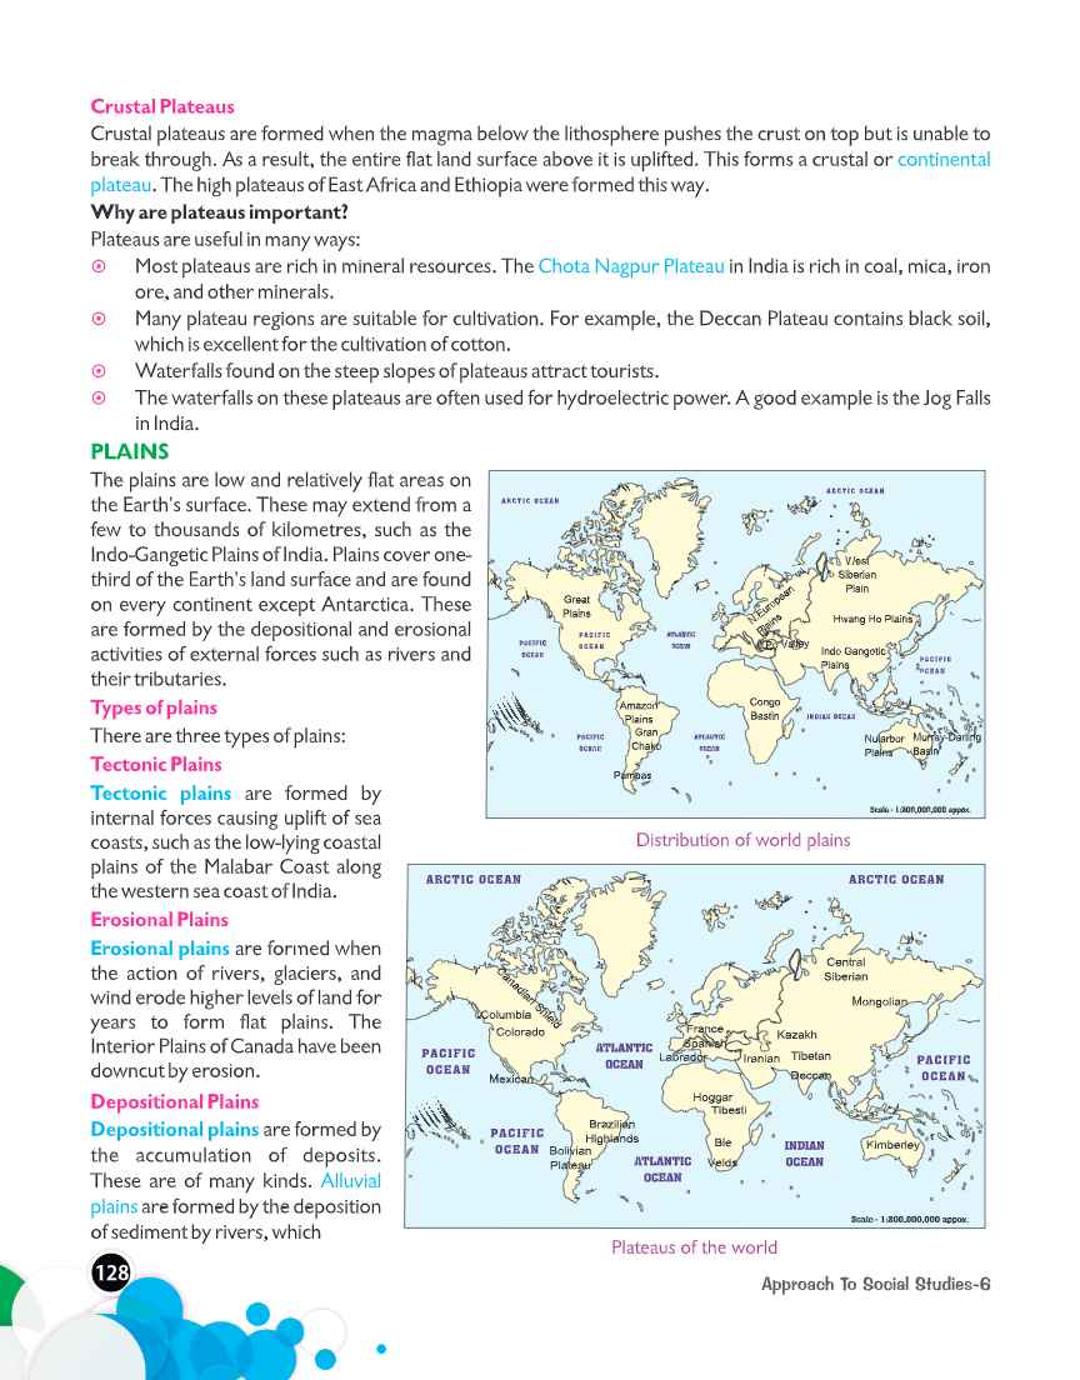 Crustal Plateaus
Crustal plateaus are formed when the magma below the lithosphere pushes the crust on top but is unable to
break through. As a result, the entire flat land surface above it is uplifted. This forms a crustal or continental
plateau. The high plateaus of East Africa and Ethiopia were formed this way.
Why are plateaus important?
Plateaus are useful in many ways:
Most plateaus are rich in mineral resources. The Chota Nagpur Plateau in India is rich in coal, mica, iron
ore, and other minerals.
Many plateau regions are suitable for cultivation. For example, the Deccan Plateau contains black soil,
which is excellent for the cultivation of cotton.
Waterfalls found on the steep slopes of plateaus attract tourists.
The waterfalls on these plateaus are often used for hydroelectric power. A good example is the Jog Falls
in India.
PLAINS
The plains are low and relatively flat areas on
the Earth's surface. These may extend from a
few to thousands of kilometres, such as the
Indo-Gangetic Plains of India. Plains cover one-
third of the Earth's land surface and are found
on every continent except Antarctica. These
are formed by the depositional and erosional
activities of external forces such as rivers and
their tributaries.
Types of plains
There are three types of plains:
Tectonic Plains
Tectonic plains are formed by
internal forces causing uplift of sea
coasts, such as the low-lying coastal
plains of the Malabar Coast along
the western sea coast of India.
Erosional Plains
Erosional plains are formed when
the action of rivers, glaciers, and
wind erode higher levels of land for
years to form flat plains. The
Interior Plains of Canada have been
downcut by erosion.
Depositional Plains
Depositional plains are formed by
the accumulation of deposits.
These are of many kinds. Alluvial
plains are formed by the deposition
of sediment by rivers, which
ARCTIC OCEAN
ARCTIC OCEAN
West
Siberian
Plain
Great
Plains
N.European
Plains
Hwang Ho Plains
PACIFIC
OCEAN
PACIFIC
OCEAN
ATLANTIC
OCEAN
Valley
Indo Gangotic
Plains
PACIFIC
OCEAN
Amazon
Plains
Gran
Chako
Congo
Bastin
INDIAN OCEAN
PACIFIC
OCEAN
ATLANTIC
OCEAN
Nularbor
Plains
Murray-Darling
Basin
Pampas
Scale - 1:200,000,000 appox.
Distribution of world plains
ARCTIC OCEAN
ARCTIC OCEAN
Central
Siberian
Canadian Shield
Mongolian
Columbia
Colorado
France
Spanish
Labrador
Kazakh
ATLANTIC
OCEAN
PACIFIC
OCEAN
Iranian
Tibetan
PACIFIC
OCEAN
Mexican
Deccan
Hoggar
Tibesti
Brazilian
Highlands
PACIFIC
OCEAN
Bolivian
Plateau
Bie
Velds
INDIAN
OCEAN
Kimberley
ATLANTIC
OCEAN
Scale - 1:200,000,000 appox.
Plateaus of the world
128
Approach To Social Studies-6